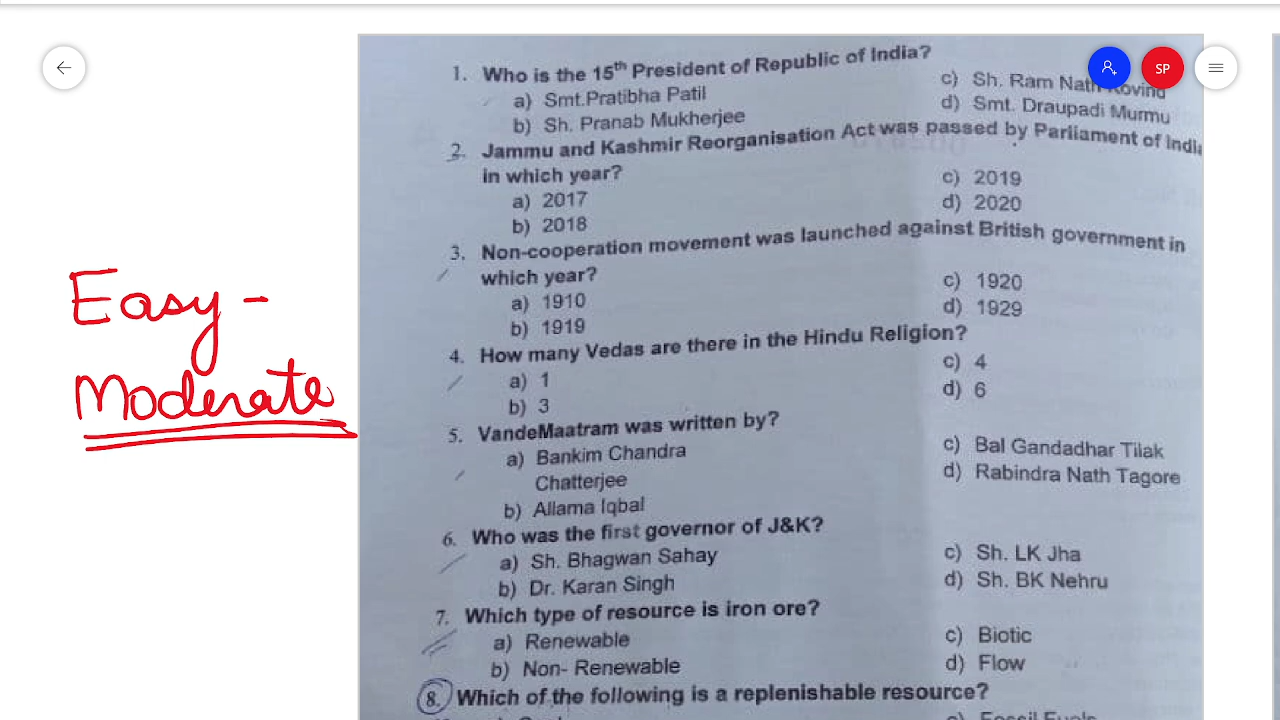 SP
Easy -
Moderate
1. Who is the 15th President of Republic of India?
a) Smt.Pratibha Patil
b) Sh. Pranab Mukherjee
c) Sh. Ram Nath Kovind
d) Smt. Draupadi Murmu
2. Jammu and Kashmir Reorganisation Act was passed by Parliament of India
in which year?
a) 2017
b) 2018
c) 2019
d) 2020
3. Non-cooperation movement was launched against British government in
which year?
a) 1910
b) 1919
c) 1920
d) 1929
4. How many Vedas are there in the Hindu Religion?
a) 1
b) 3
c) 4
d) 6
5. VandeMaatram was written by?
a) Bankim Chandra
Chatterjee
b) Allama Iqbal
c) Bal Gandadhar Tilak
d) Rabindra Nath Tagore
6. Who was the first governor of J&K?
a) Sh. Bhagwan Sahay
b) Dr. Karan Singh
c) Sh. LK Jha
d) Sh. BK Nehru
7. Which type of resource is iron ore?
a) Renewable
b) Non- Renewable
c) Biotic
d) Flow
8. Which of the following is a replenishable resource?
c) Fossil Fuels